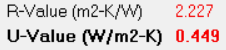 R-Value (m2-K/W) 2.227
U-Value (W/m2-K) 0.449